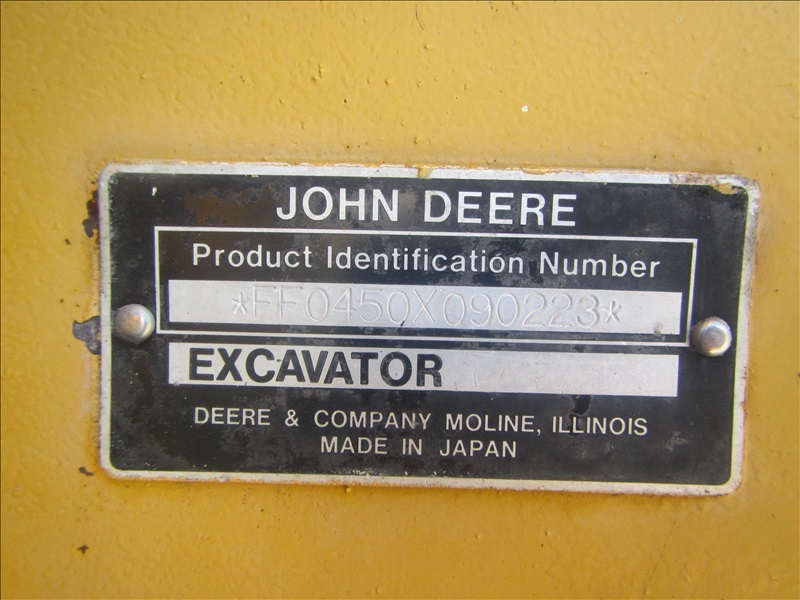 JOHN DEERE
Product Identification Number
*FF0450X090223*
EXCAVATOR
DEERE & COMPANY MOLINE, ILLINOIS
MADE IN JAPAN